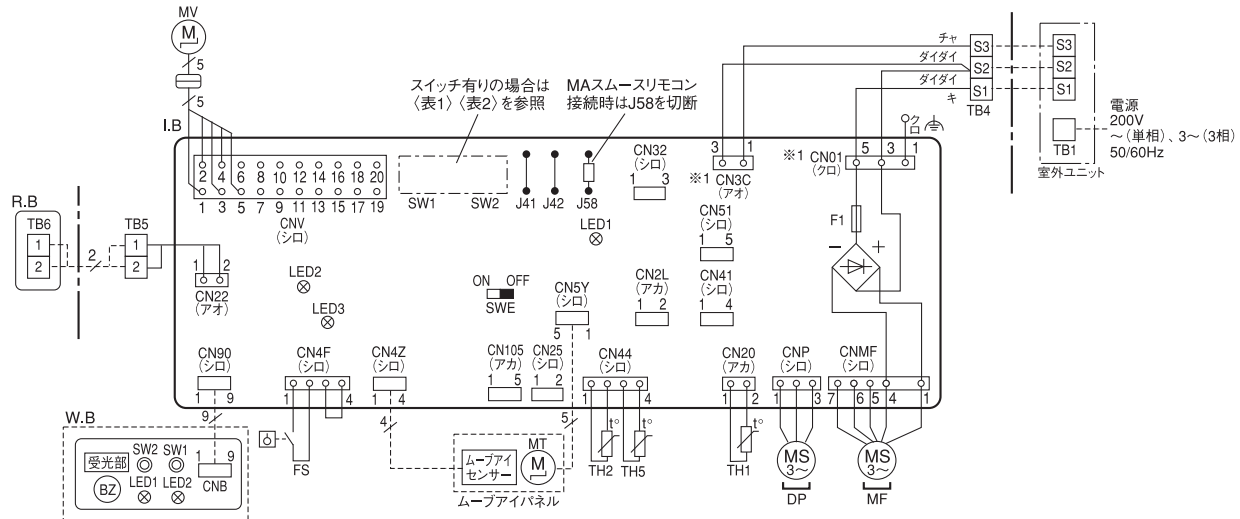 MV
M
5
5
I.B
スイッチ有りの場合は
〈表1〉〈表2〉を参照
MAスムースリモコン
接続時はJ58を切断
チャ
ダイダイ
ダイダイ
キ
S3
S2
S1
TB4
S3
S2
S1
TB1
室外ユニット
電源
200V
～(単相)、3～(3相)
50/60Hz
クロ
2 4 6 8 10 12 14 16 18 20
1 3 5 7 9 11 13 15 17 19
CNV
(シロ)
SW1 SW2
J41 J42 J58
LED1
CN32
(シロ)
1 3
3 1
※1
CN3C
(アオ)
※1
CN01
(クロ)
5 3 1
CN51
(シロ)
1 5
F1
－ ＋
R.B
TB6
1
2
2
TB5
1
2
1 2
CN22
(アオ)
LED2
LED3
ON OFF
SWE
CN5Y
(シロ)
5 1
CN2L
(アカ)
1 2
CN41
(シロ)
1 4
CN90
(シロ)
1 9
CN4F
(シロ)
1 4
CN4Z
(シロ)
1 4
CN105
(アカ)
1 5
CN25
(シロ)
1 2
CN44
(シロ)
1 4
CN20
(アカ)
1 2
CNP
(シロ)
1 3
CNMF
(シロ)
7 6 5 4 1
9
4
5
FS
t°
t°
TH2 TH5
t°
TH1
MS
3～
DP
MS
3～
MF
W.B
受光部
BZ
SW2 SW1
LED1 LED2
1 9
CNB
ムーブアイ
センサー
MT
M
ムーブアイパネル